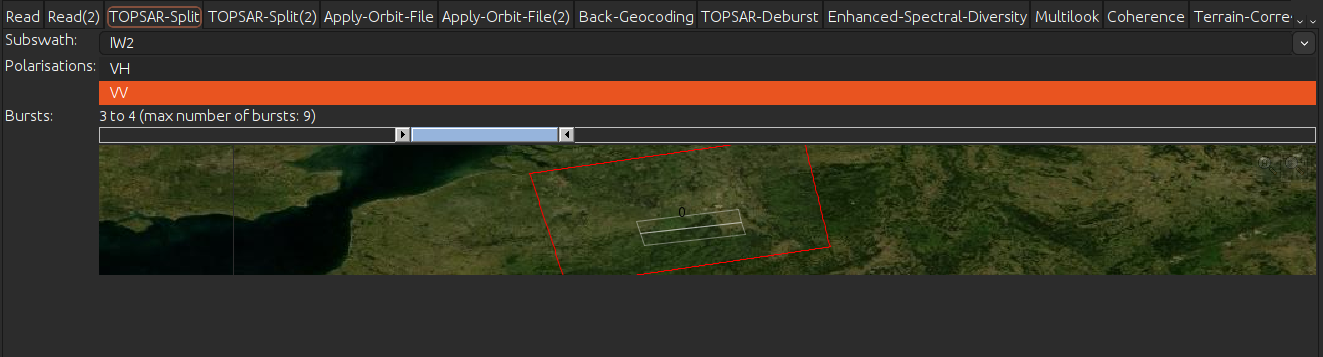 Read Read(2) TOPSAR-Split TOPSAR-Split(2) Apply-Orbit-File Apply-Orbit-File(2) Back-Geocoding TOPSAR-Deburst Enhanced-Spectral-Diversity Multilook Coherence Terrain-Corre
Subswath: IW2
Polarisations: VH
VV
Bursts: 3 to 4 (max number of bursts: 9)
0